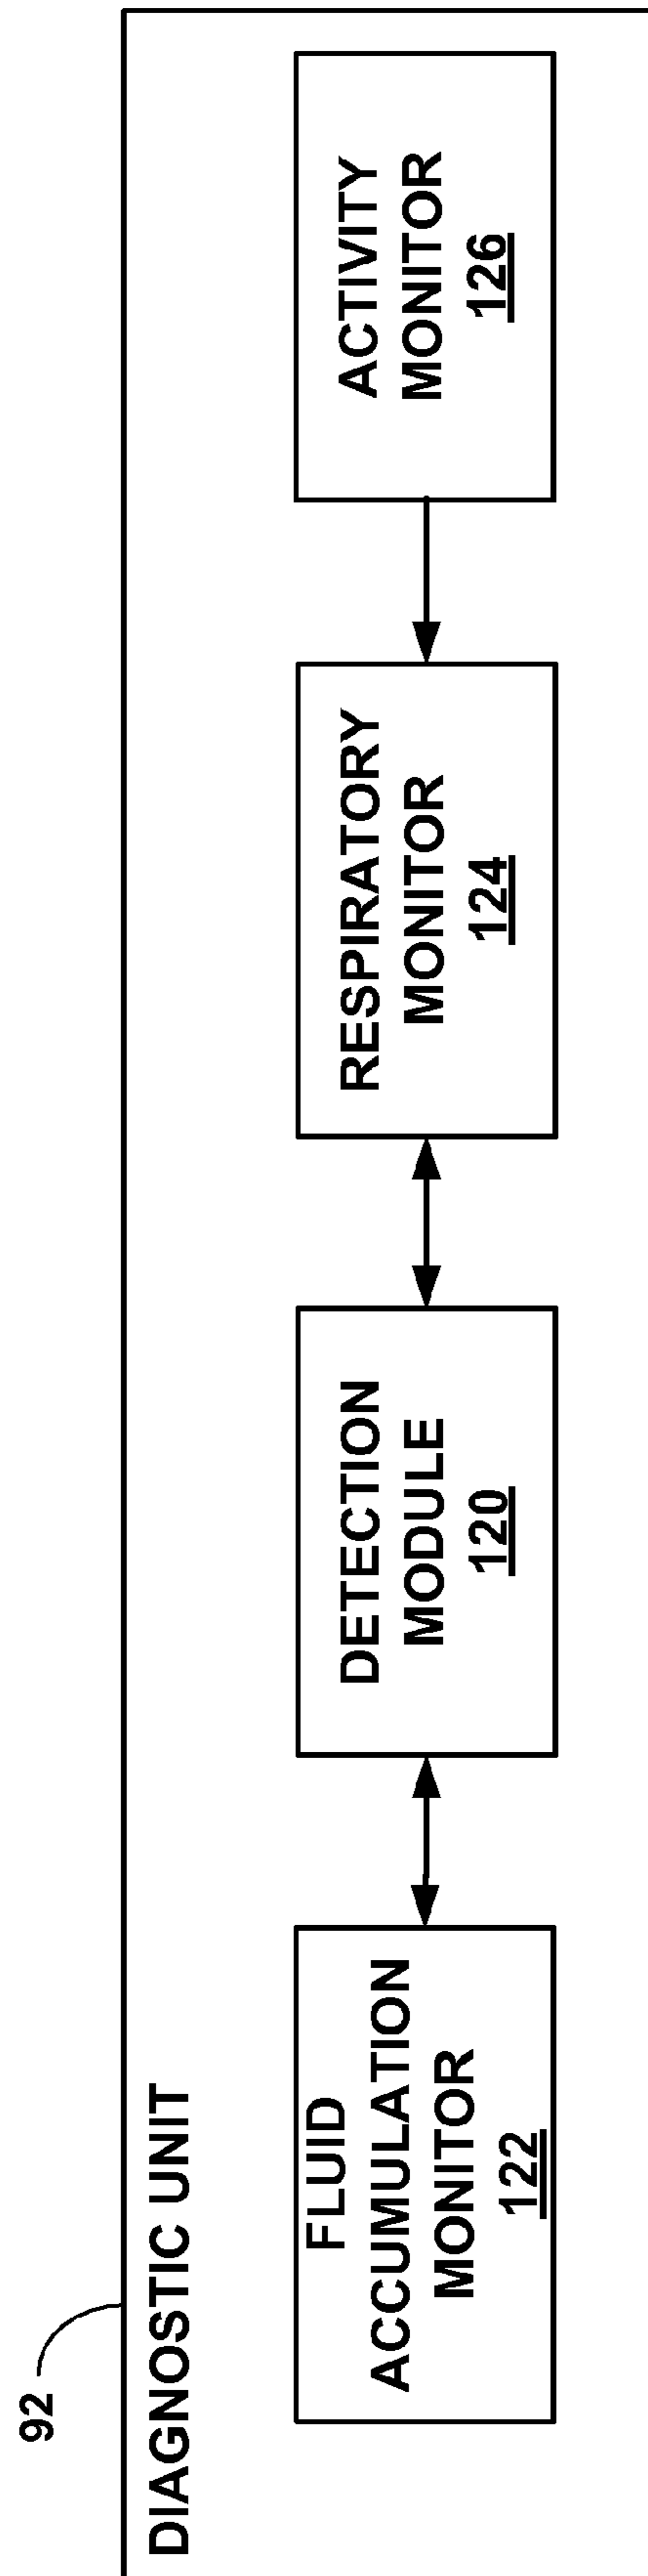 92
DIAGNOSTIC UNIT
FLUID
ACCUMULATION
MONITOR
122
DETECTION
MODULE
120
RESPIRATORY
MONITOR
124
ACTIVITY
MONITOR
126